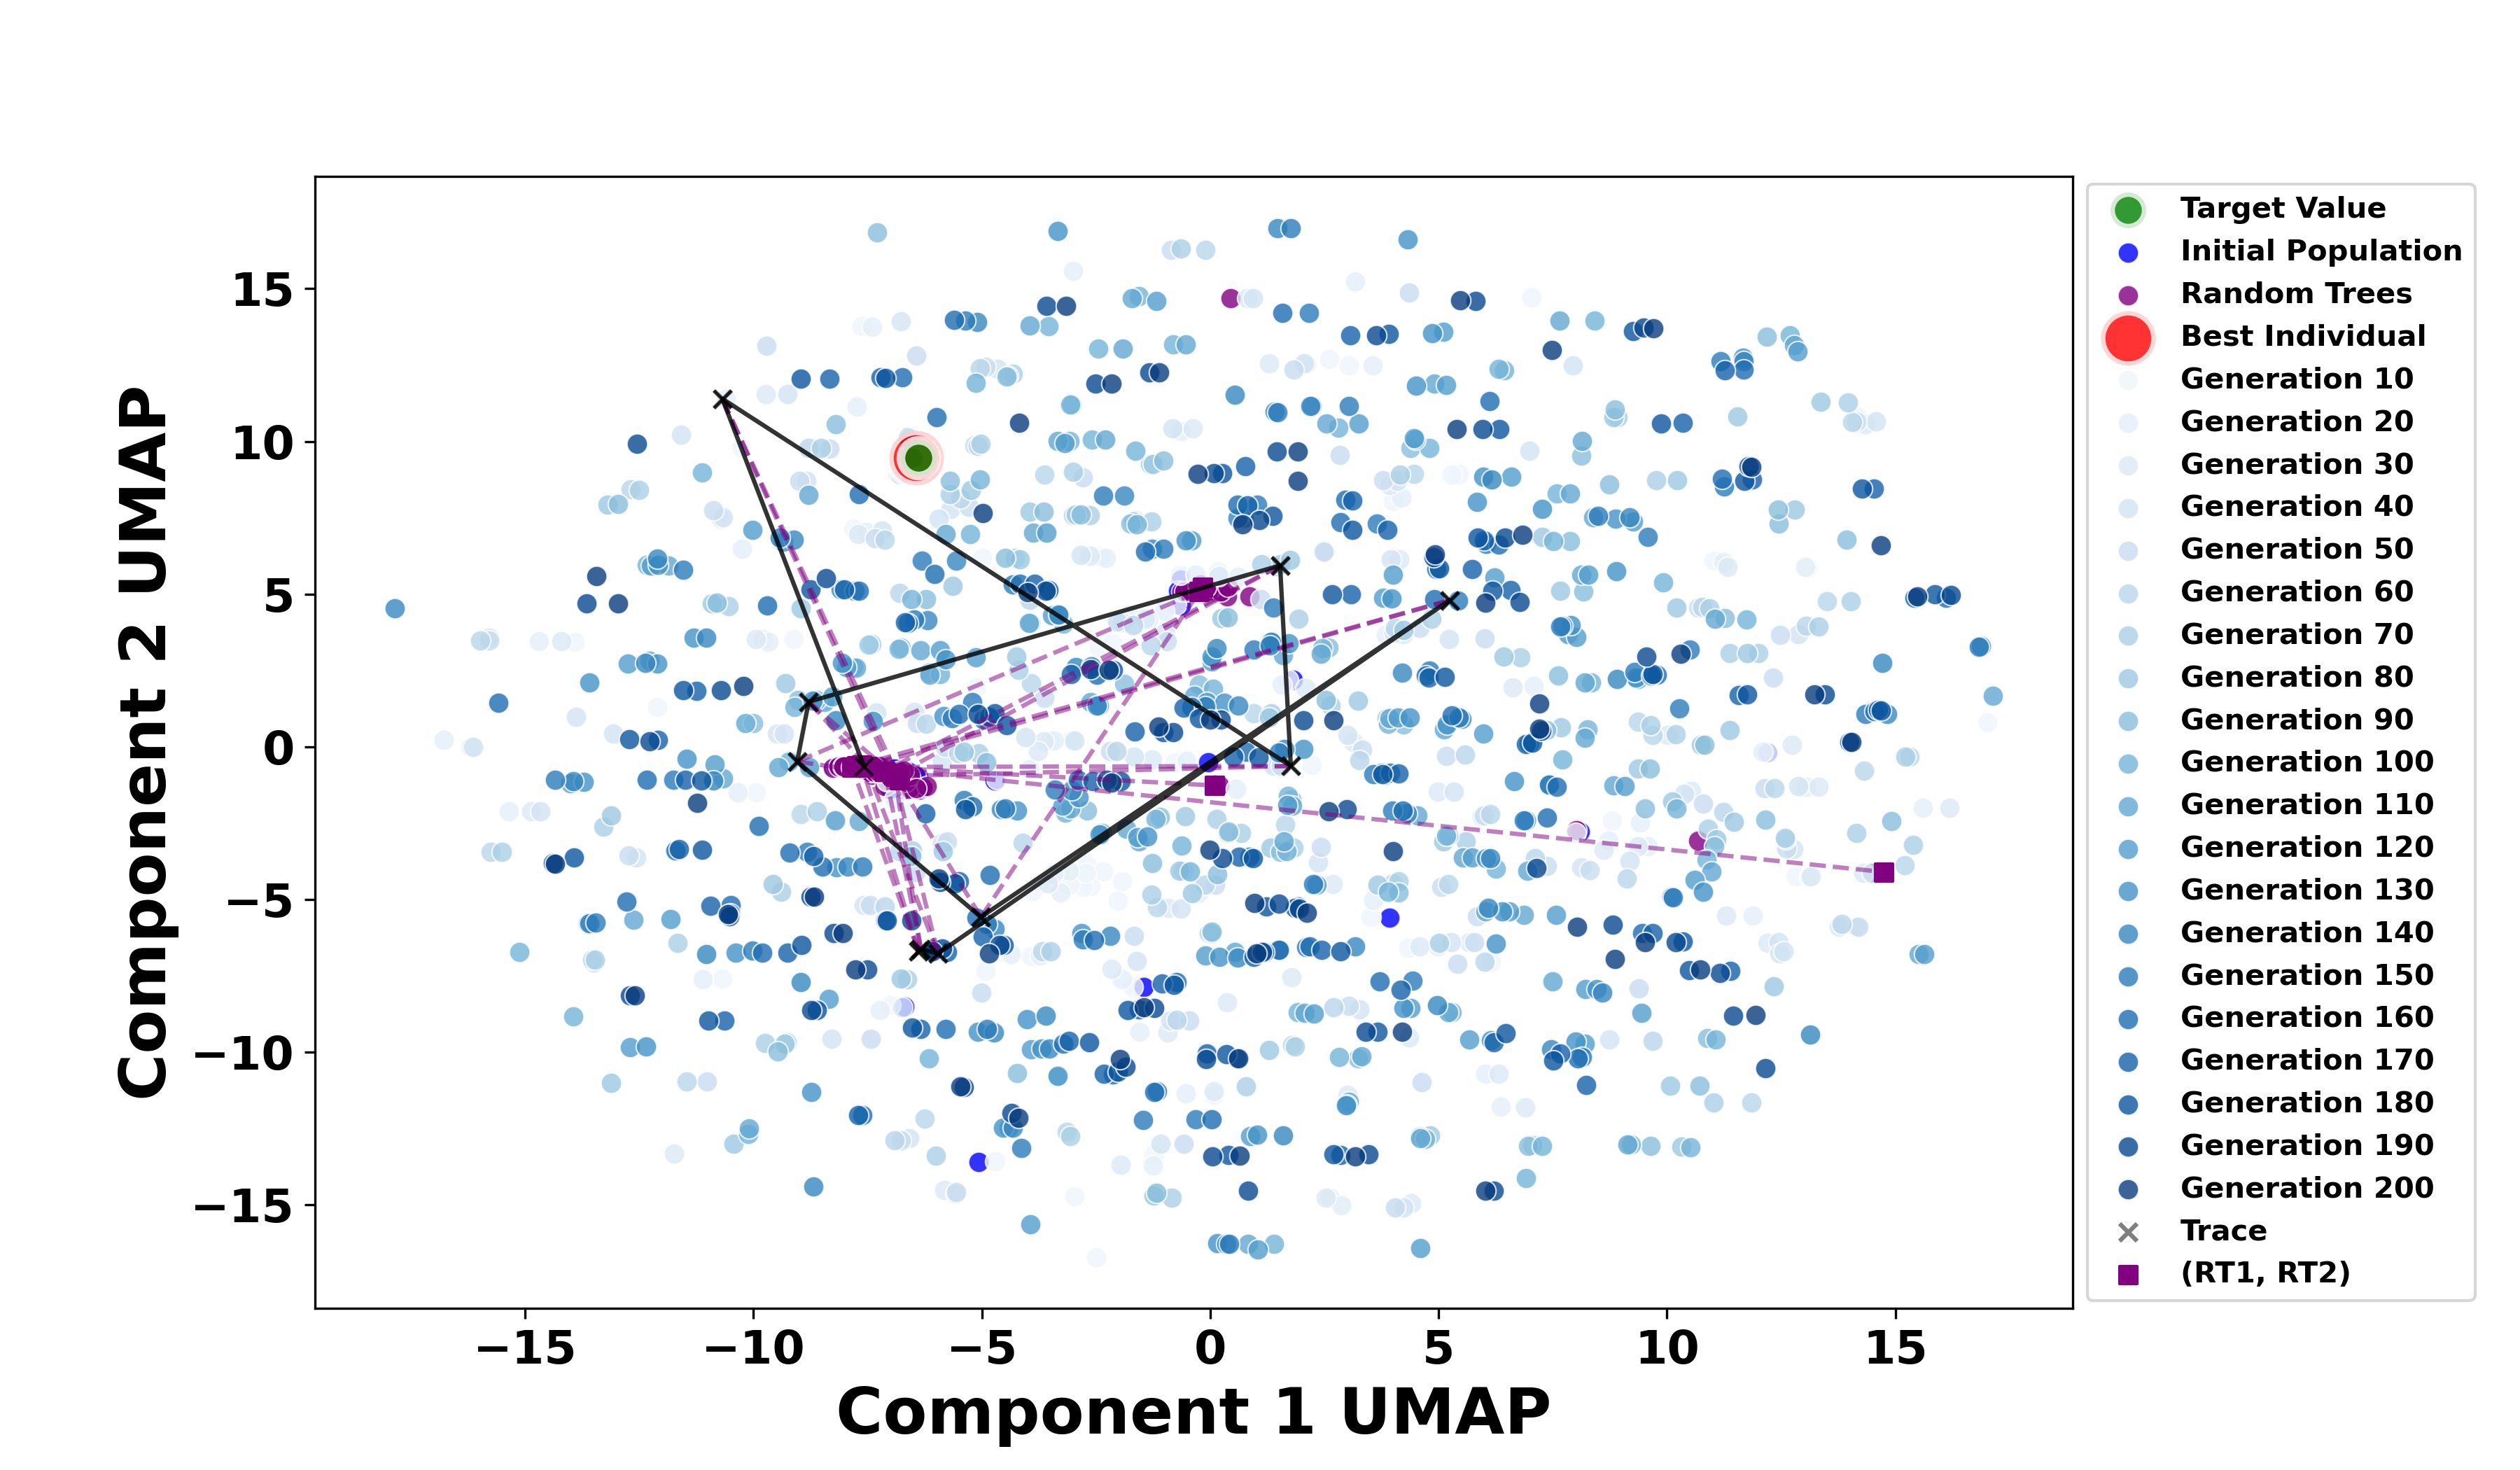 Component 2 UMAP
15
10
5
0
−5
−10
−15
−15
−10
−5
0
5
10
15
Component 1 UMAP
Target Value
Initial Population
Random Trees
Best Individual
Generation 10
Generation 20
Generation 30
Generation 40
Generation 50
Generation 60
Generation 70
Generation 80
Generation 90
Generation 100
Generation 110
Generation 120
Generation 130
Generation 140
Generation 150
Generation 160
Generation 170
Generation 180
Generation 190
Generation 200
Trace
(RT1, RT2)